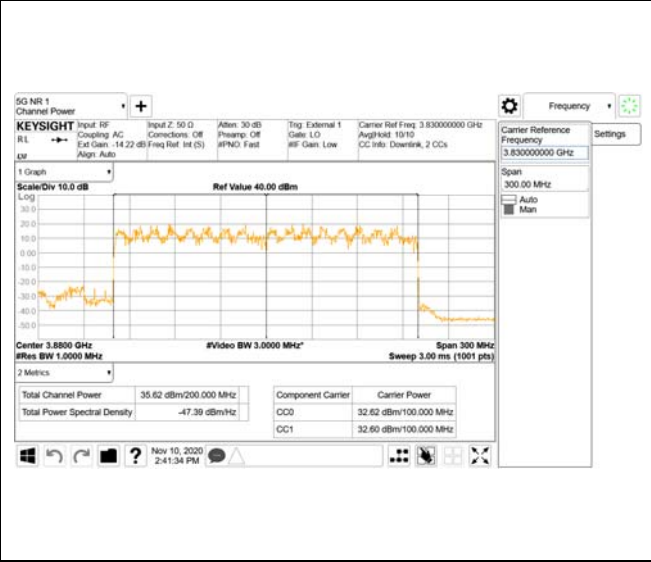 5G NR 1
Channel Power
Frequency
KEYSIGHT
RL
Input: RF
Coupling: AC
Ext Gain: -14.22 dB
Align: Auto
Input Z: 50 Ω
Corrections: Off
Freq Ref: Int (S)
Atten: 30 dB
Preamp: Off
#PNO: Fast
Trig: External 1
Gate: LO
#IF Gain: Low
Carrier Ref Freq: 3.830000000 GHz
Avg|Hold: 10/10
CC Info: Downlink, 2 CCs
Carrier Reference
Frequency
3.830000000 GHz
Settings
Span
300.00 MHz
Auto
Man
1 Graph
Scale/Div 10.0 dB
Ref Value 40.00 dBm
Log
30.0
20.0
10.0
0.00
-10.0
-20.0
-30.0
-40.0
-50.0
Center 3.8800 GHz
#Video BW 3.0000 MHz*
Span 300 MHz
#Res BW 1.0000 MHz
Sweep 3.00 ms (1001 pts)
2 Metrics
Total Channel Power 35.62 dBm/200.000 MHz
Total Power Spectral Density -47.39 dBm/Hz
Component Carrier Carrier Power
CC0 32.62 dBm/100.000 MHz
CC1 32.60 dBm/100.000 MHz
?
Nov 10, 2020
2:41:34 PM